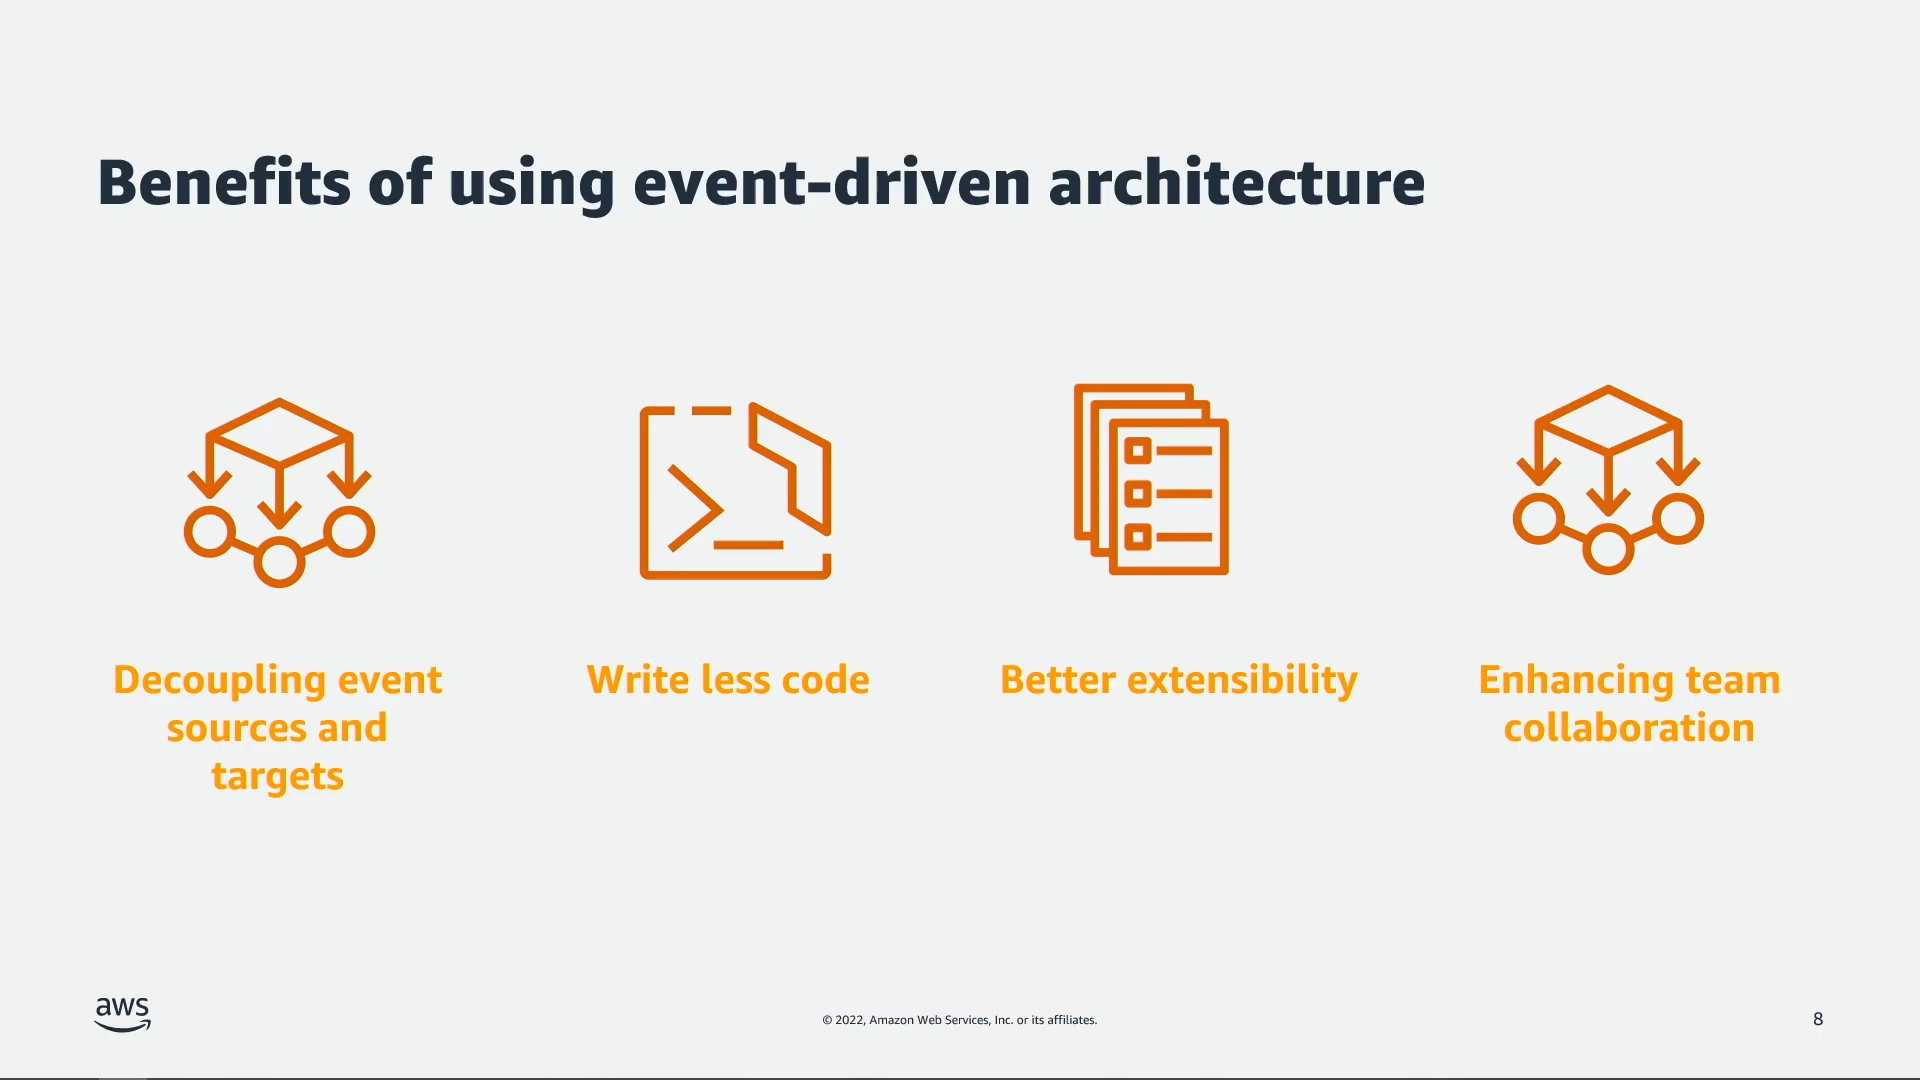 Benefits of using event-driven architecture
Decoupling event
sources and
targets
Write less code
Better extensibility
Enhancing team
collaboration
aws
© 2022, Amazon Web Services, Inc. or its affiliates.
8